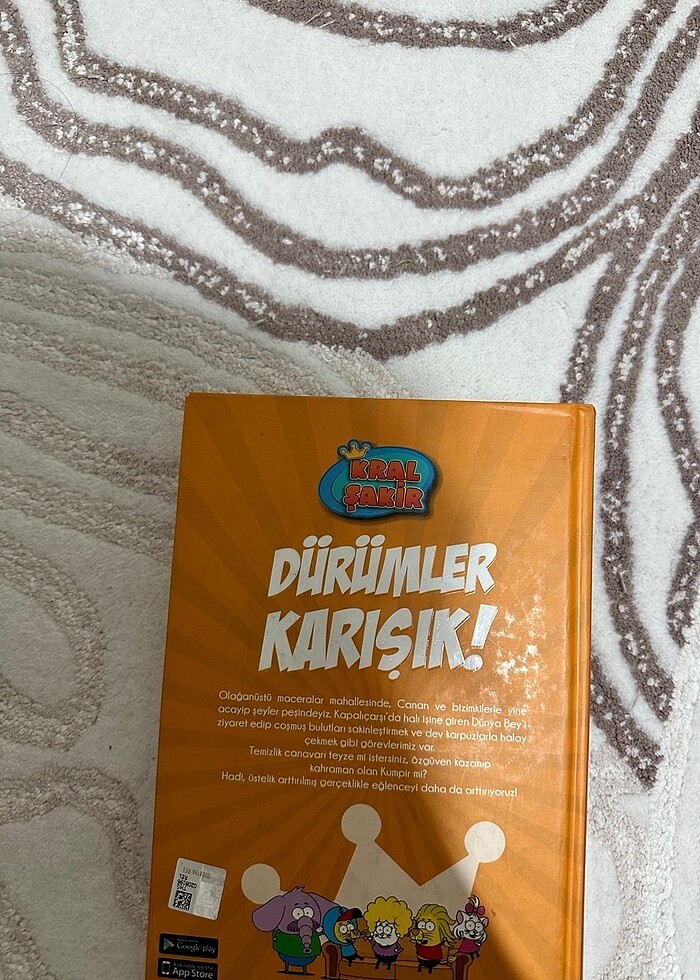 KRAL
ŞAKİR
DÜRÜMLER
KARIŞIK!
Olağanüstü maceralar mahallesinde, Canan ve bizimkilerle yine
acayip şeyler peşindeyiz. Kapalıçarşı'da halı işine giren Dünya Bey'i
ziyaret edip coşmuş bulutları sakinleştirmek ve dev karpuzlarla halay
çekmek gibi görevlerimiz var.
Temizlik canavarı teyze mi istersiniz, özgüven kazanıp
kahraman olan Kumpir mi?
Hadi, üstelik arttırılmış gerçeklikle eğlenceyi daha da arttırıyoruz!
Google play
Available on the
App Store